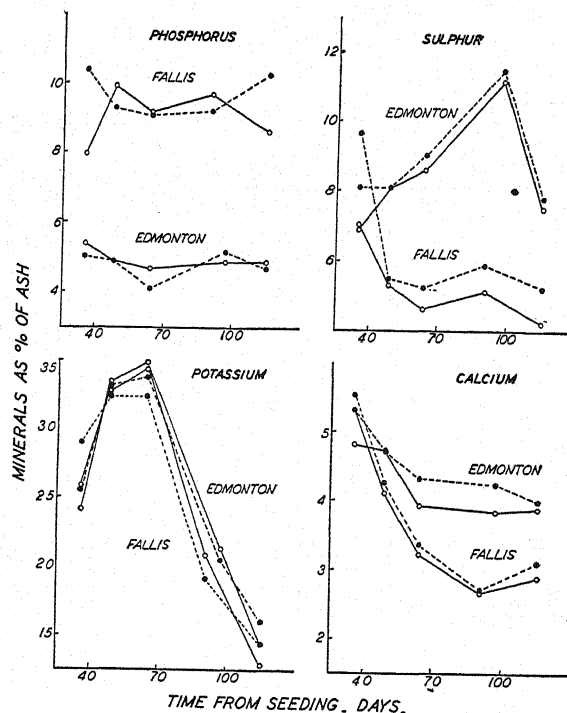 PHOSPHORUS
FALLIS
EDMONTON
10
8
6
4
40
70
100
SULPHUR
EDMONTON
FALLIS
12
10
8
6
40
70
100
MINERALS AS % OF ASH
POTASSIUM
EDMONTON
FALLIS
35
30
25
20
15
40
70
100
CALCIUM
EDMONTON
FALLIS
5
4
3
2
40
70
100
TIME FROM SEEDING - DAYS.